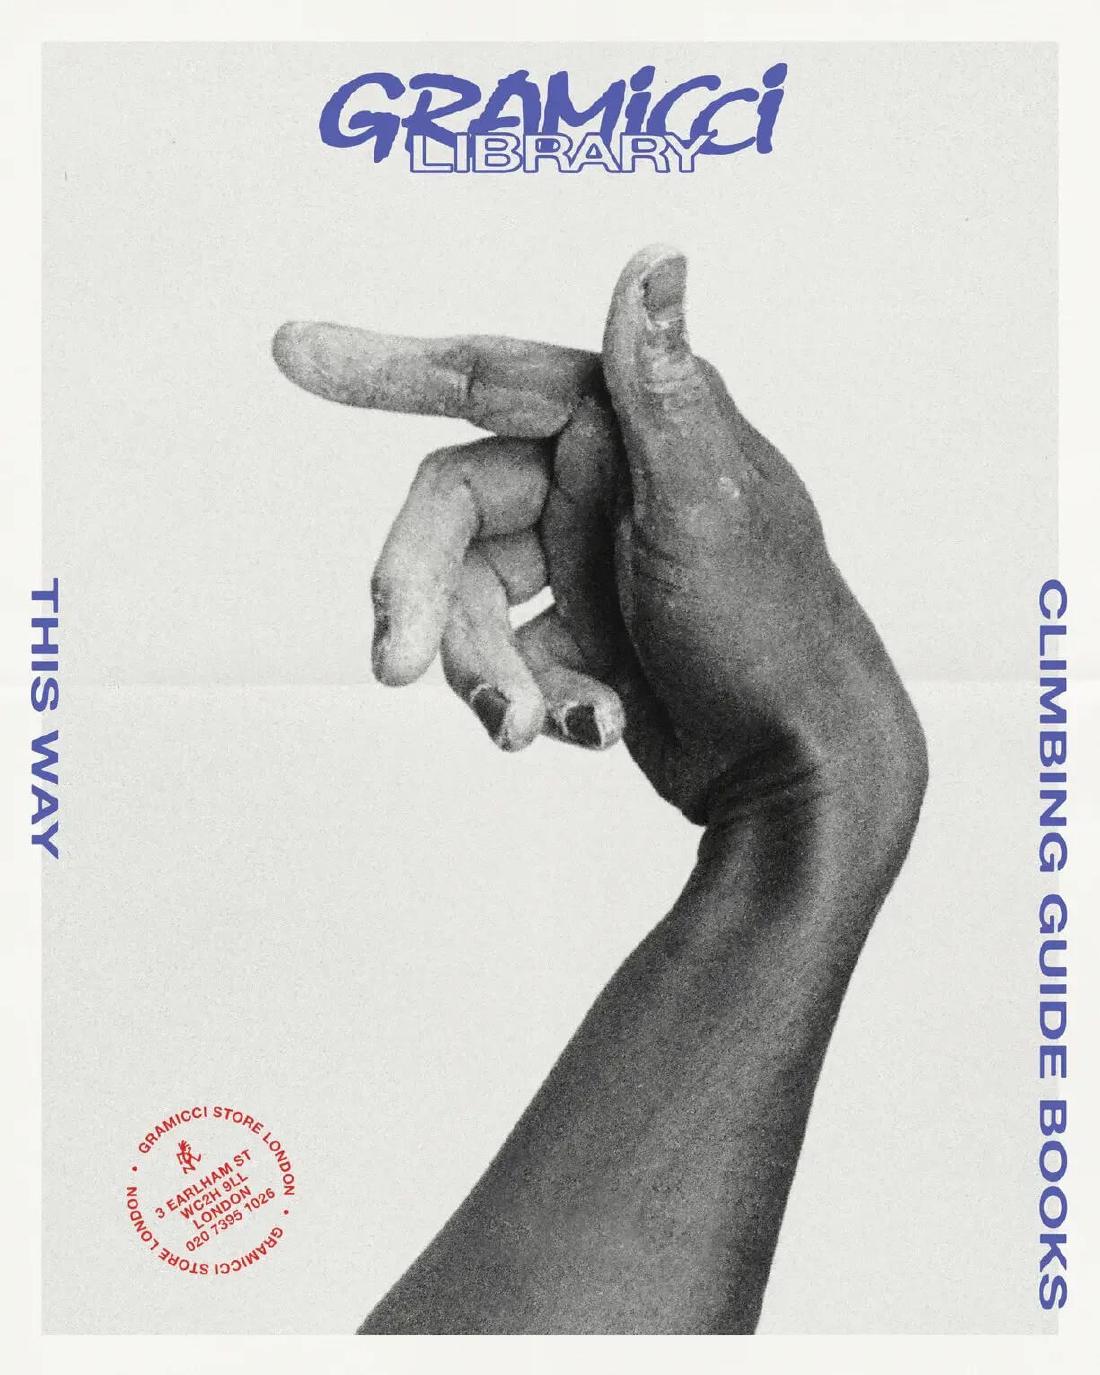 GRAMICCI
LIBRARY
THIS WAY
CLIMBING GUIDE BOOKS
GRAMICCI STORE LONDON • GRAMICCI STORE LONDON •
3 EARLHAM ST
WC2H 9LL
LONDON
020 7395 1026